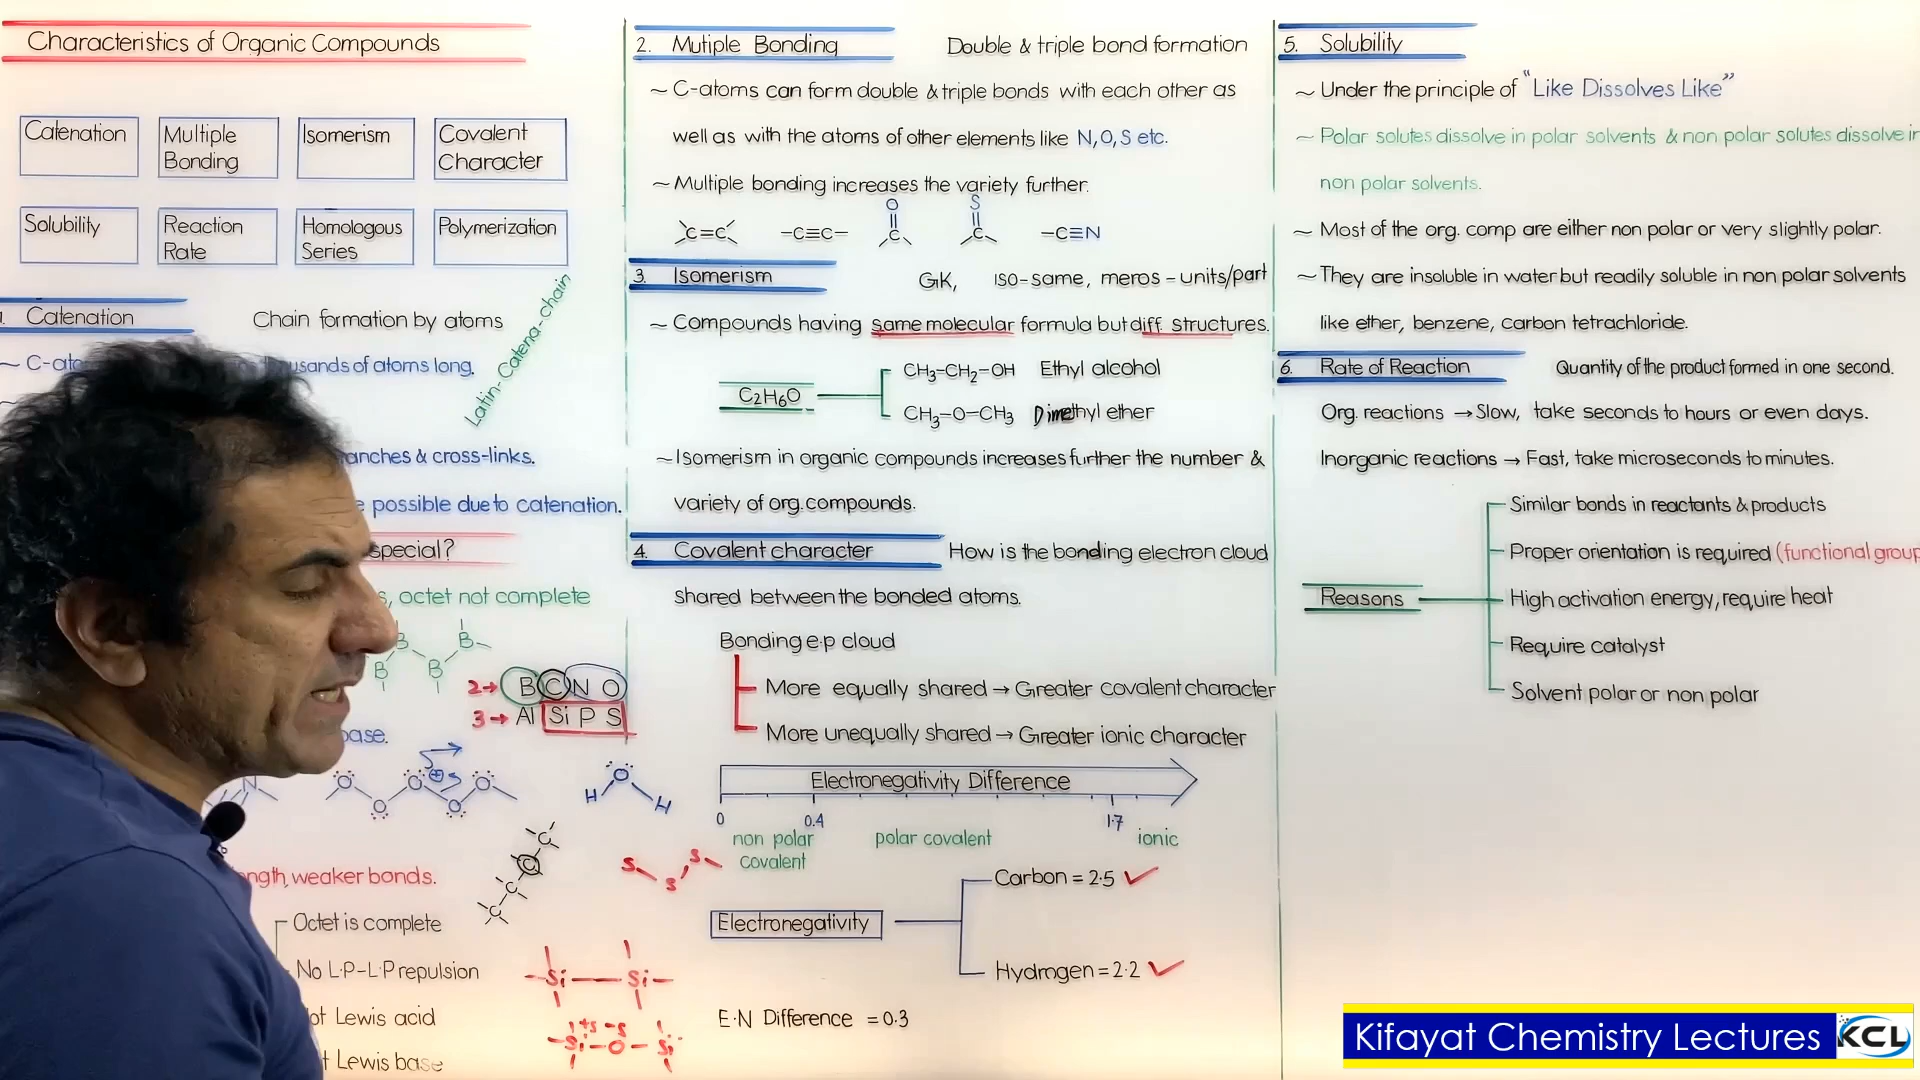 Characteristics of Organic Compounds
Catenation
Multiple
Bonding
Isomerism
Covalent
Character
Solubility
Reaction
Rate
Homologous
Series
Polymerization
1. Catenation Chain formation by atoms
Latin-Catena-chain
~ C-ato
usands of atoms long.
anches & cross-links.
possible due to catenation.
special?
octet not complete
B B
B B
2→ B C N O
3→ Al Si P S
base.
N O O O O O
H O H
weaker bonds.
C C C C
S S S
Octet is complete
No L·P-L·P repulsion
Lewis acid
Lewis base
Si Si
+δ -δ
Si-O-Si
2. Mutiple Bonding Double & triple bond formation
~ C-atoms can form double & triple bonds with each other as
well as with the atoms of other elements like N, O, S etc.
~ Multiple bonding increases the variety further.
O S
C=C -C≡C- C C -C≡N
3. Isomerism GK, ISO-same, meros-units/part
~ Compounds having same molecular formula but diff structures.
C2H6O
CH3-CH2-OH Ethyl alcohol
CH3-O-CH3 Dimethyl ether
~ Isomerism in organic compounds increases further the number &
variety of org. compounds.
4. Covalent character How is the bonding electron cloud
shared between the bonded atoms.
Bonding e·p cloud
More equally shared → Greater covalent character
More unequally shared → Greater ionic character
Electronegativity Difference
0 0.4 1·7
non polar
covalent
polar covalent
ionic
Electronegativity
Carbon = 2·5 ✓
Hydrogen = 2·2 ✓
E·N Difference = 0·3
5. Solubility
~ Under the principle of "Like Dissolves Like"
~ Polar solutes dissolve in polar solvents & non polar solutes dissolve in
non polar solvents.
~ Most of the org. comp are either non polar or very slightly polar.
~ They are insoluble in water but readily soluble in non polar solvents
like ether, benzene, carbon tetrachloride.
6. Rate of Reaction Quantity of the product formed in one second.
Org. reactions → Slow, take seconds to hours or even days.
Inorganic reactions → Fast, take microseconds to minutes.
Reasons
Similar bonds in reactants & products
Proper orientation is required (functional group
High activation energy, require heat
Require catalyst
Solvent polar or non polar
Kifayat Chemistry Lectures KCL